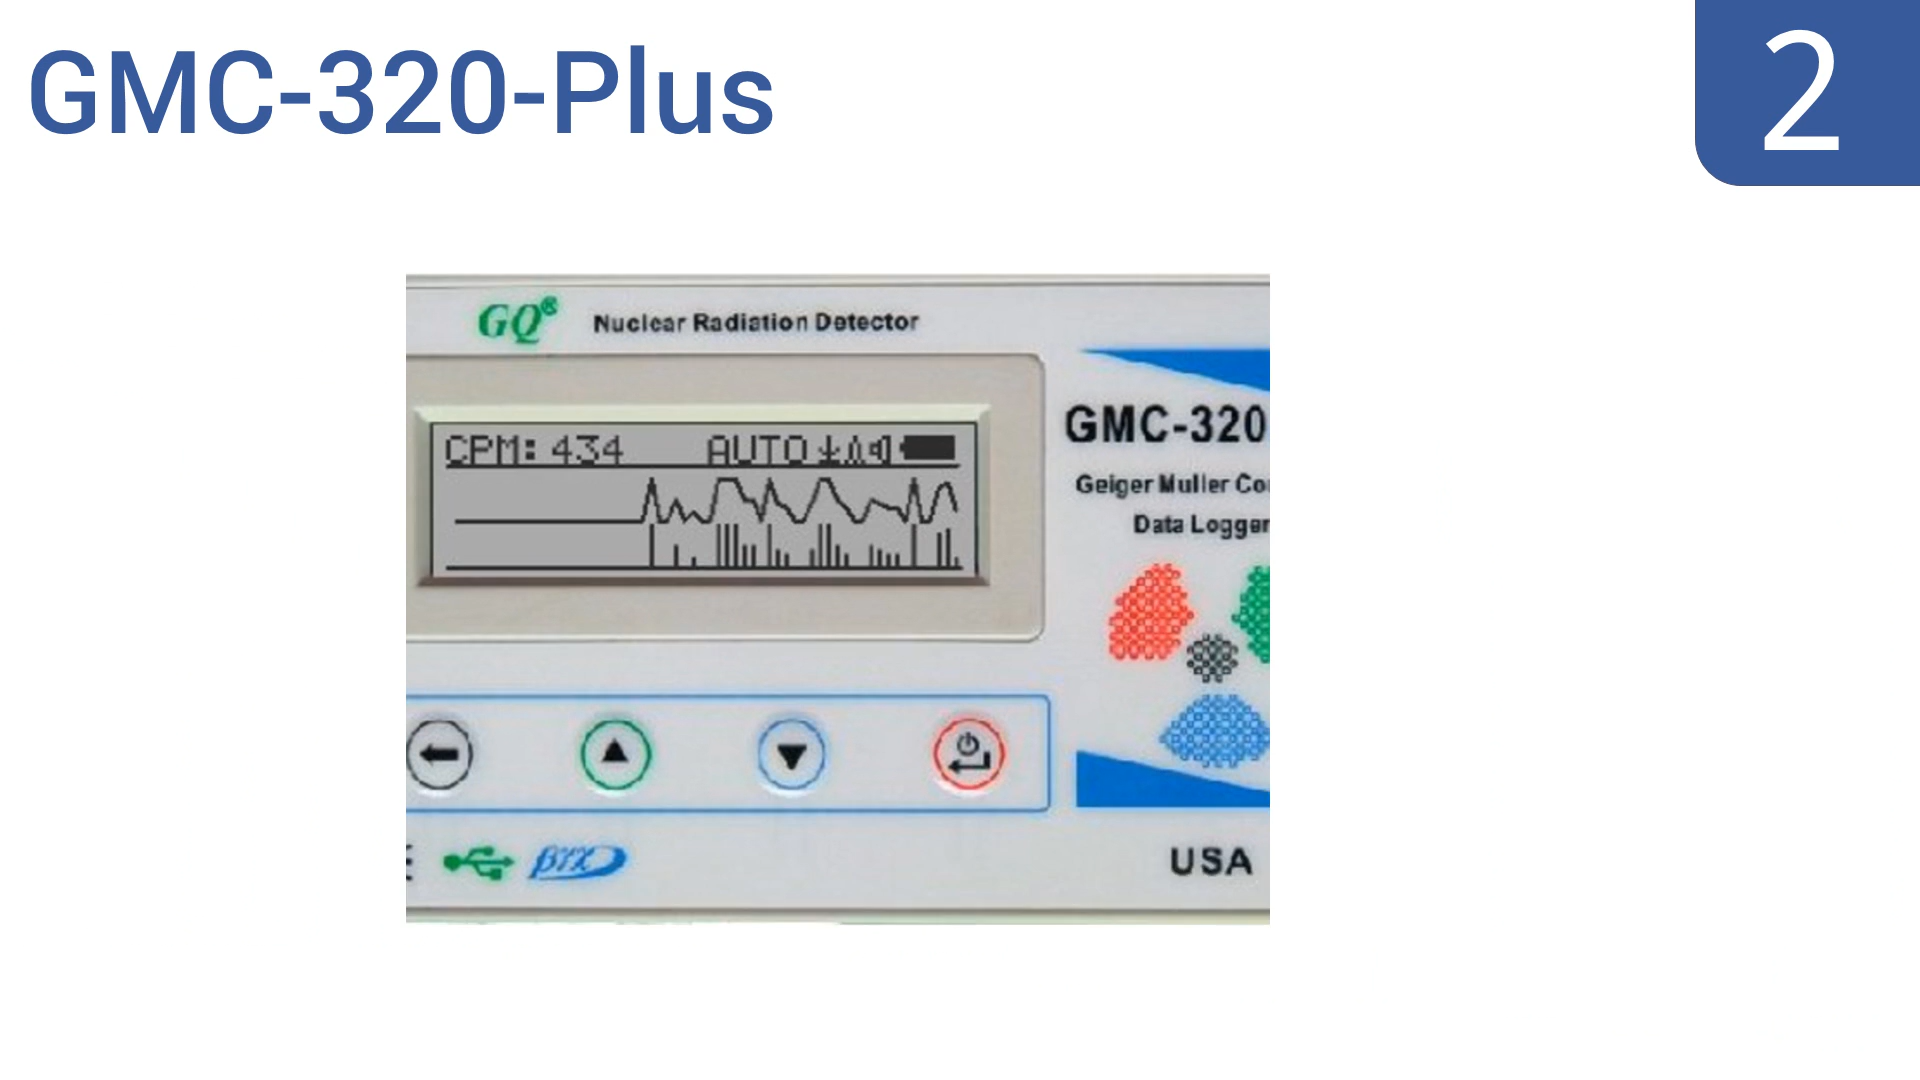 GMC-320-Plus
2
GQ®
Nuclear Radiation Detector
CPM: 434 AUTO
GMC-320
Geiger Muller Co
Data Logger
βγX
USA